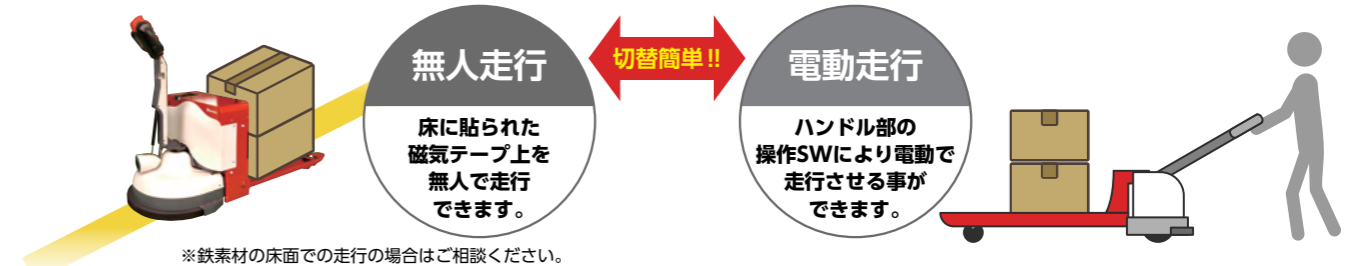 無人走行
床に貼られた
磁気テープ上を
無人で走行
できます。
切替簡単!!
電動走行
ハンドル部の
操作SWにより電動で
走行させる事が
できます。
※鉄素材の床面での走行の場合はご相談ください。